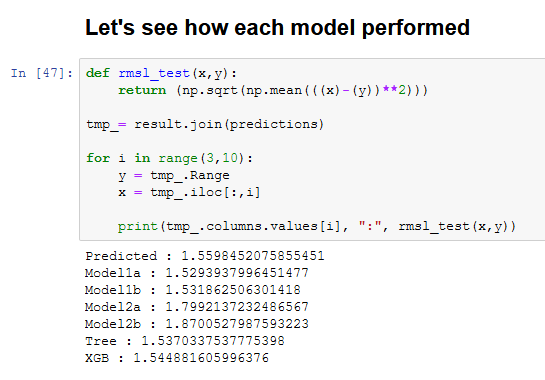 Let's see how each model performed
In [47]: def rmsl_test(x,y):
return (np.sqrt(np.mean(((x)-(y))**2)))
tmp_= result.join(predictions)
for i in range(3,10):
y = tmp_.Range
x = tmp_.iloc[:,i]
print(tmp_.columns.values[i], ":", rmsl_test(x,y))
Predicted : 1.5598452075855451
Model1a : 1.5293937996451477
Model1b : 1.531862506301418
Model2a : 1.7992137232486567
Model2b : 1.8700527987593223
Tree : 1.5370337537775398
XGB : 1.544881605996376